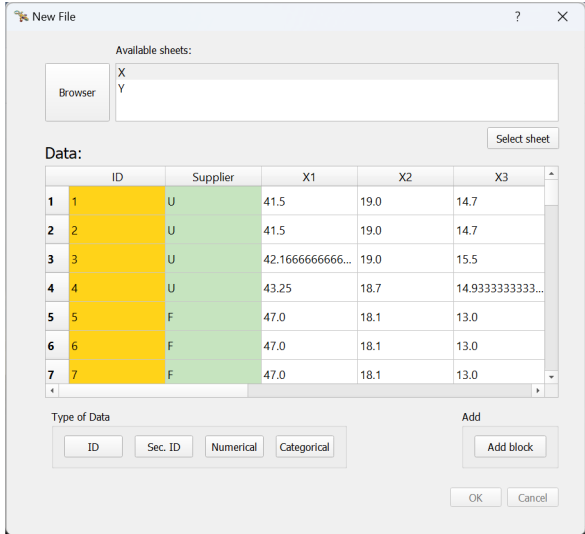 New File ? ×
Available sheets:
Browser
X
Y
Select sheet
Data:
ID Supplier X1 X2 X3
1 1 U 41.5 19.0 14.7
2 2 U 41.5 19.0 14.7
3 3 U 42.1666666666... 19.0 15.5
4 4 U 43.25 18.7 14.9333333333...
5 5 F 47.0 18.1 13.0
6 6 F 47.0 18.1 13.0
7 7 F 47.0 18.1 13.0
Type of Data Add
ID Sec. ID Numerical Categorical Add block
OK Cancel